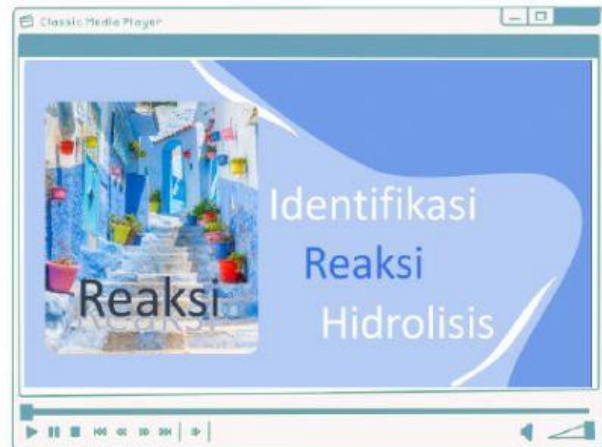 Classic Media Player
Identifikasi
Reaksi
Hidrolisis
Reaksi